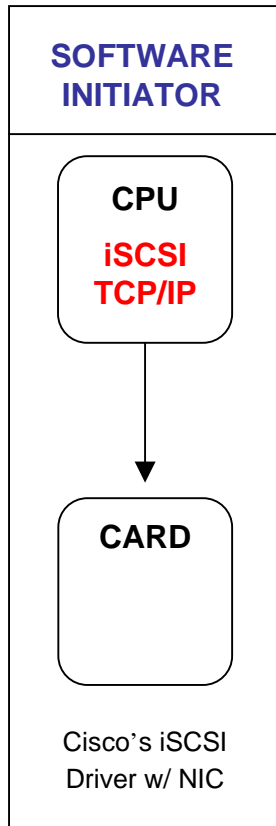 SOFTWARE
INITIATOR
CPU
iSCSI
TCP/IP
CARD
Cisco’s iSCSI
Driver w/ NIC